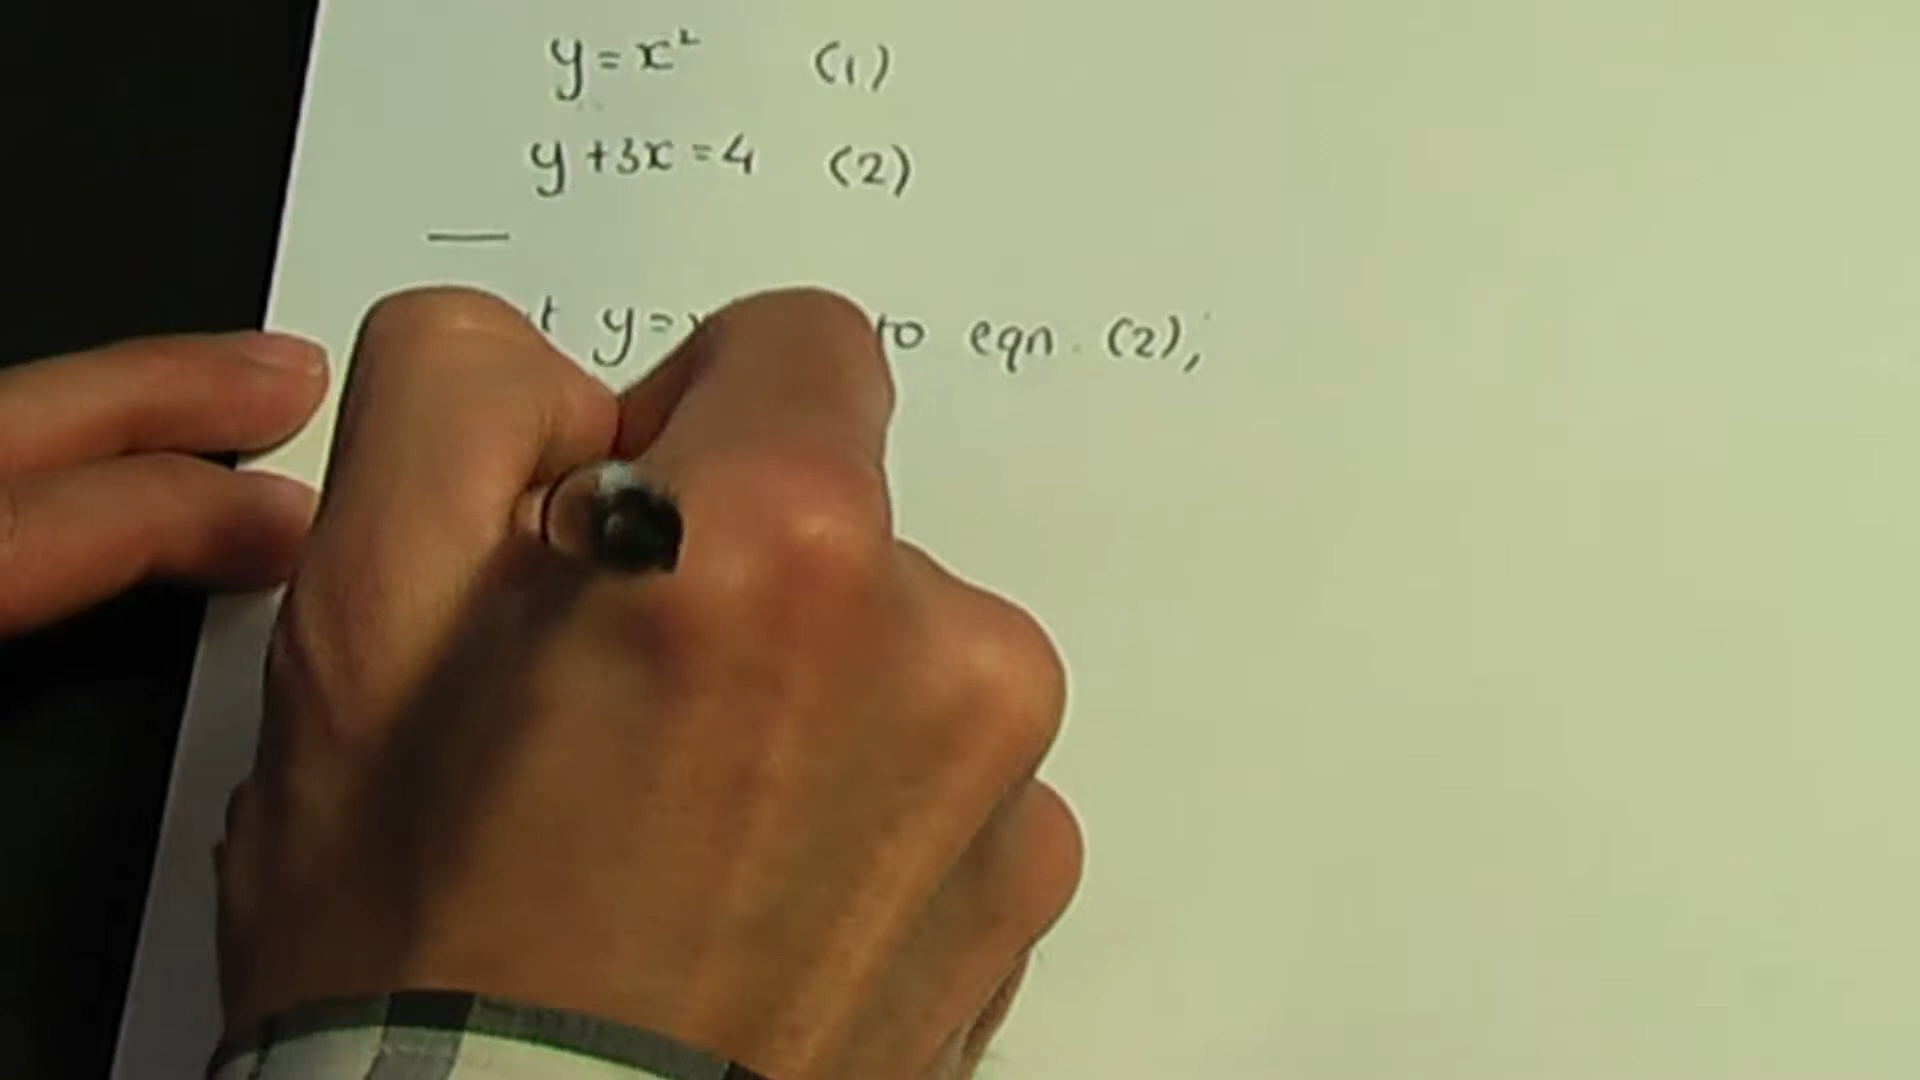 y = x² (1)
y + 3x = 4 (2)
y = to eqn. (2),